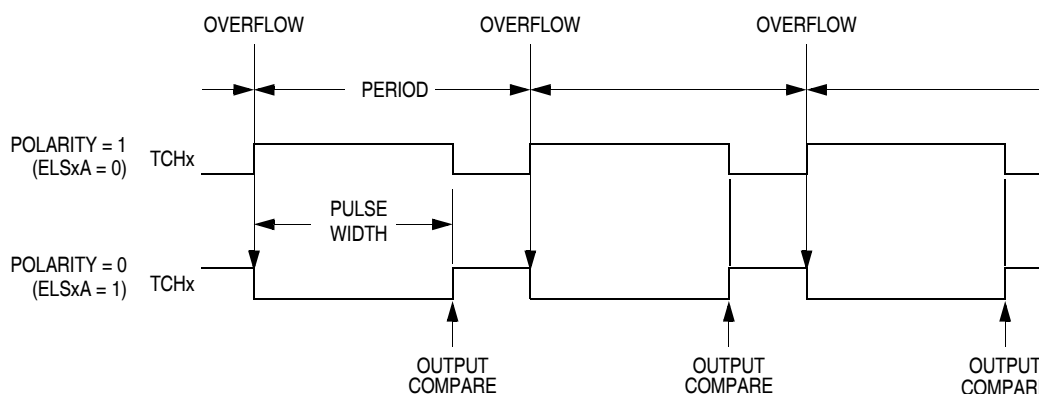 OVERFLOW
OVERFLOW
OVERFLOW
PERIOD
POLARITY = 1
(ELSxA = 0)
TCHx
PULSE
WIDTH
POLARITY = 0
(ELSxA = 1)
TCHx
OUTPUT
COMPARE
OUTPUT
COMPARE
OUTPUT
COMPARE